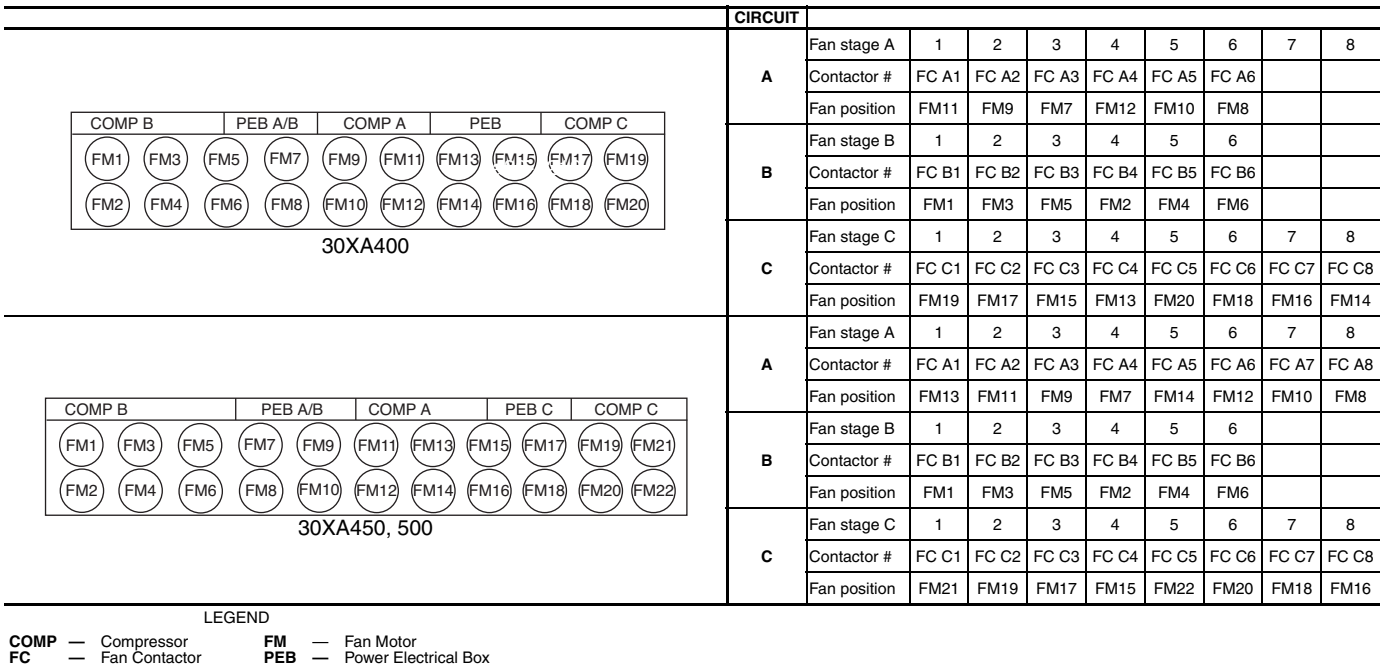 CIRCUIT
COMP B PEB A/B COMP A PEB COMP C
FM1 FM3 FM5 FM7 FM9 FM11 FM13 FM15 FM17 FM19
FM2 FM4 FM6 FM8 FM10 FM12 FM14 FM16 FM18 FM20
30XA400
A
Fan stage A 1 2 3 4 5 6 7 8
Contactor # FC A1 FC A2 FC A3 FC A4 FC A5 FC A6
Fan position FM11 FM9 FM7 FM12 FM10 FM8
B
Fan stage B 1 2 3 4 5 6
Contactor # FC B1 FC B2 FC B3 FC B4 FC B5 FC B6
Fan position FM1 FM3 FM5 FM2 FM4 FM6
C
Fan stage C 1 2 3 4 5 6 7 8
Contactor # FC C1 FC C2 FC C3 FC C4 FC C5 FC C6 FC C7 FC C8
Fan position FM19 FM17 FM15 FM13 FM20 FM18 FM16 FM14
COMP B PEB A/B COMP A PEB C COMP C
FM1 FM3 FM5 FM7 FM9 FM11 FM13 FM15 FM17 FM19 FM21
FM2 FM4 FM6 FM8 FM10 FM12 FM14 FM16 FM18 FM20 FM22
30XA450, 500
A
Fan stage A 1 2 3 4 5 6 7 8
Contactor # FC A1 FC A2 FC A3 FC A4 FC A5 FC A6 FC A7 FC A8
Fan position FM13 FM11 FM9 FM7 FM14 FM12 FM10 FM8
B
Fan stage B 1 2 3 4 5 6
Contactor # FC B1 FC B2 FC B3 FC B4 FC B5 FC B6
Fan position FM1 FM3 FM5 FM2 FM4 FM6
C
Fan stage C 1 2 3 4 5 6 7 8
Contactor # FC C1 FC C2 FC C3 FC C4 FC C5 FC C6 FC C7 FC C8
Fan position FM21 FM19 FM17 FM15 FM22 FM20 FM18 FM16
LEGEND
COMP — Compressor FM — Fan Motor
FC — Fan Contactor PEB — Power Electrical Box